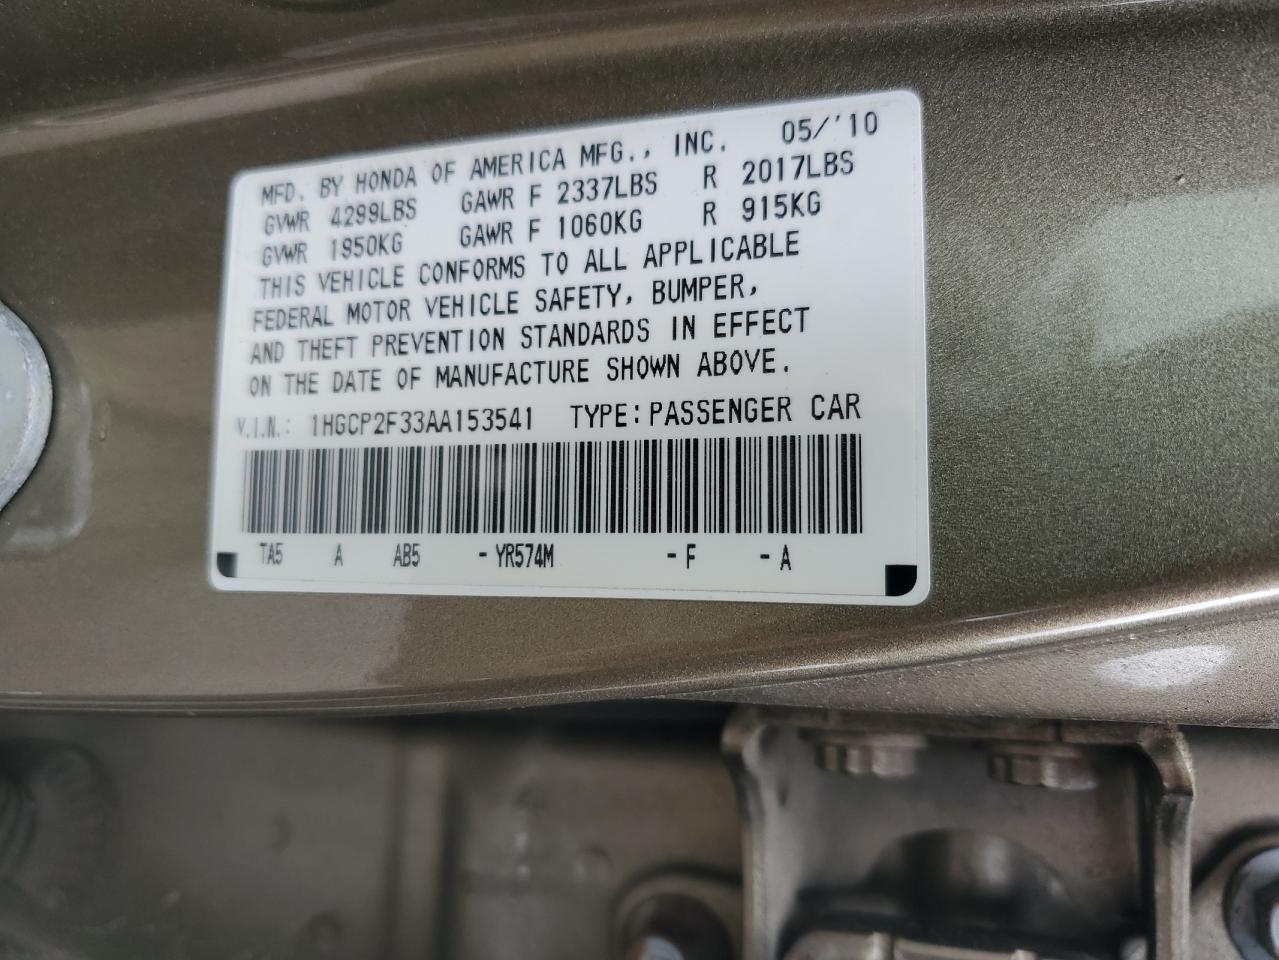 MFD. BY HONDA OF AMERICA MFG., INC. 05/'10
GVWR 4299LBS GAWR F 2337LBS R 2017LBS
GVWR 1950KG GAWR F 1060KG R 915KG
THIS VEHICLE CONFORMS TO ALL APPLICABLE
FEDERAL MOTOR VEHICLE SAFETY, BUMPER,
AND THEFT PREVENTION STANDARDS IN EFFECT
ON THE DATE OF MANUFACTURE SHOWN ABOVE.
V.I.N.: 1HGCP2F33AA153541 TYPE: PASSENGER CAR
TA5 A AB5 - YR574M - F - A